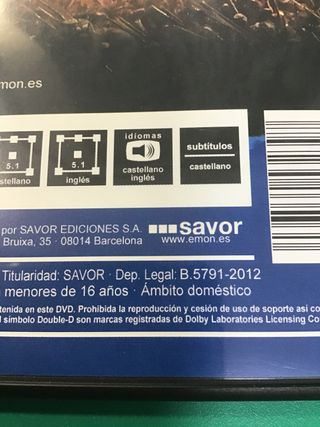 emon.es
5.1
5.1
idiomas
subtítulos
stellano
inglés
castellano
inglés
castellano
por SAVOR EDICIONES S.A.
savor
Bruixa, 35 · 08014 Barcelona
www.emon.es
Titularidad: SAVOR · Dep. Legal: B.5791-2012
menores de 16 años · Ámbito doméstico
tenida en este DVD. Prohibida la reproducción y cesión de uso de soporte asi co
l símbolo Double-D son marcas registradas de Dolby Laboratories Licensing Co